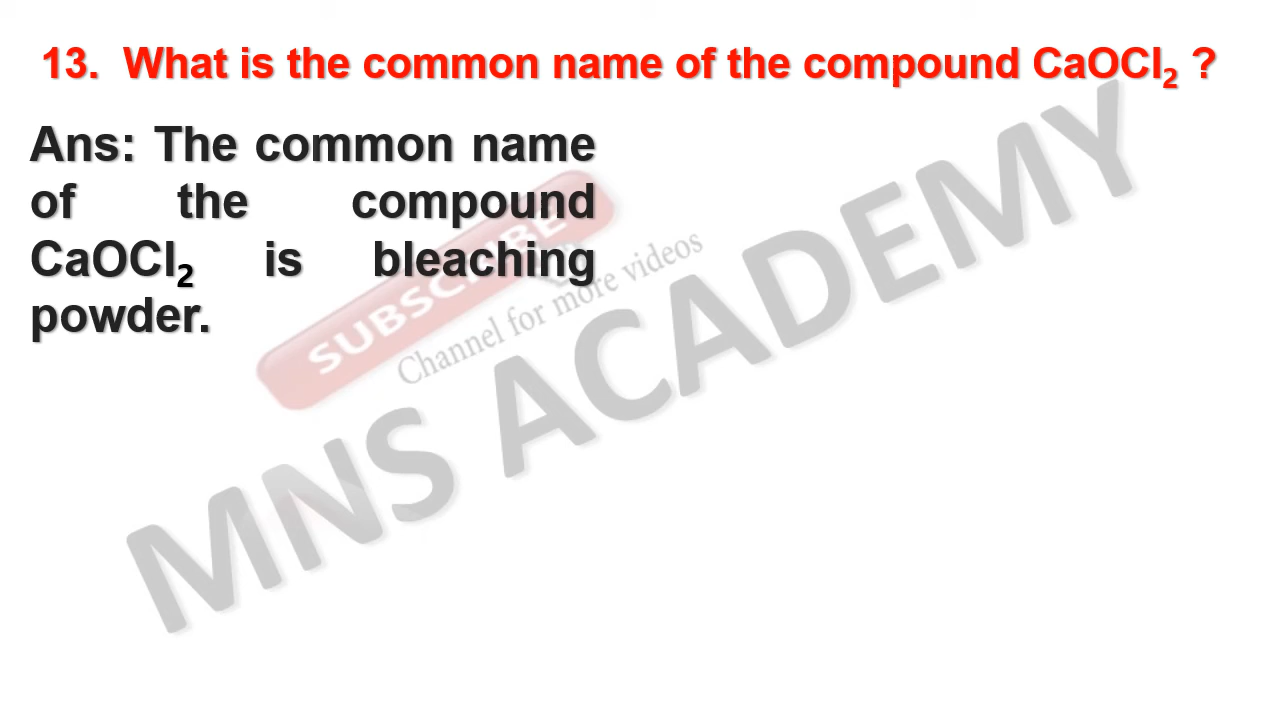 13. What is the common name of the compound CaOCl₂ ?
Ans: The common name
of the compound
CaOCl₂ is bleaching
powder.
SUBSCRIBE
Channel for more videos
MNS ACADEMY